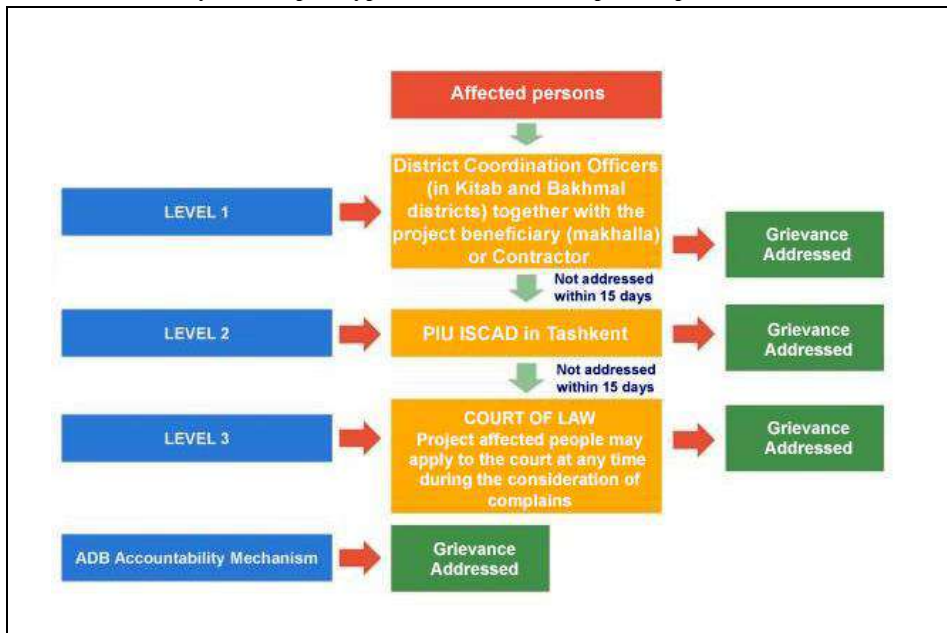 Affected persons
District Coordination Officers
(in Kitab and Bakhmal
districts) together with the
project beneficiary (makhalla)
or Contractor
LEVEL 1
Grievance
Addressed
Not addressed
within 15 days
LEVEL 2
PIU ISCAD in Tashkent
Grievance
Addressed
Not addressed
within 15 days
LEVEL 3
COURT OF LAW
Project affected people may
apply to the court at any time
during the consideration of
complains
Grievance
Addressed
ADB Accountability Mechanism
Grievance
Addressed